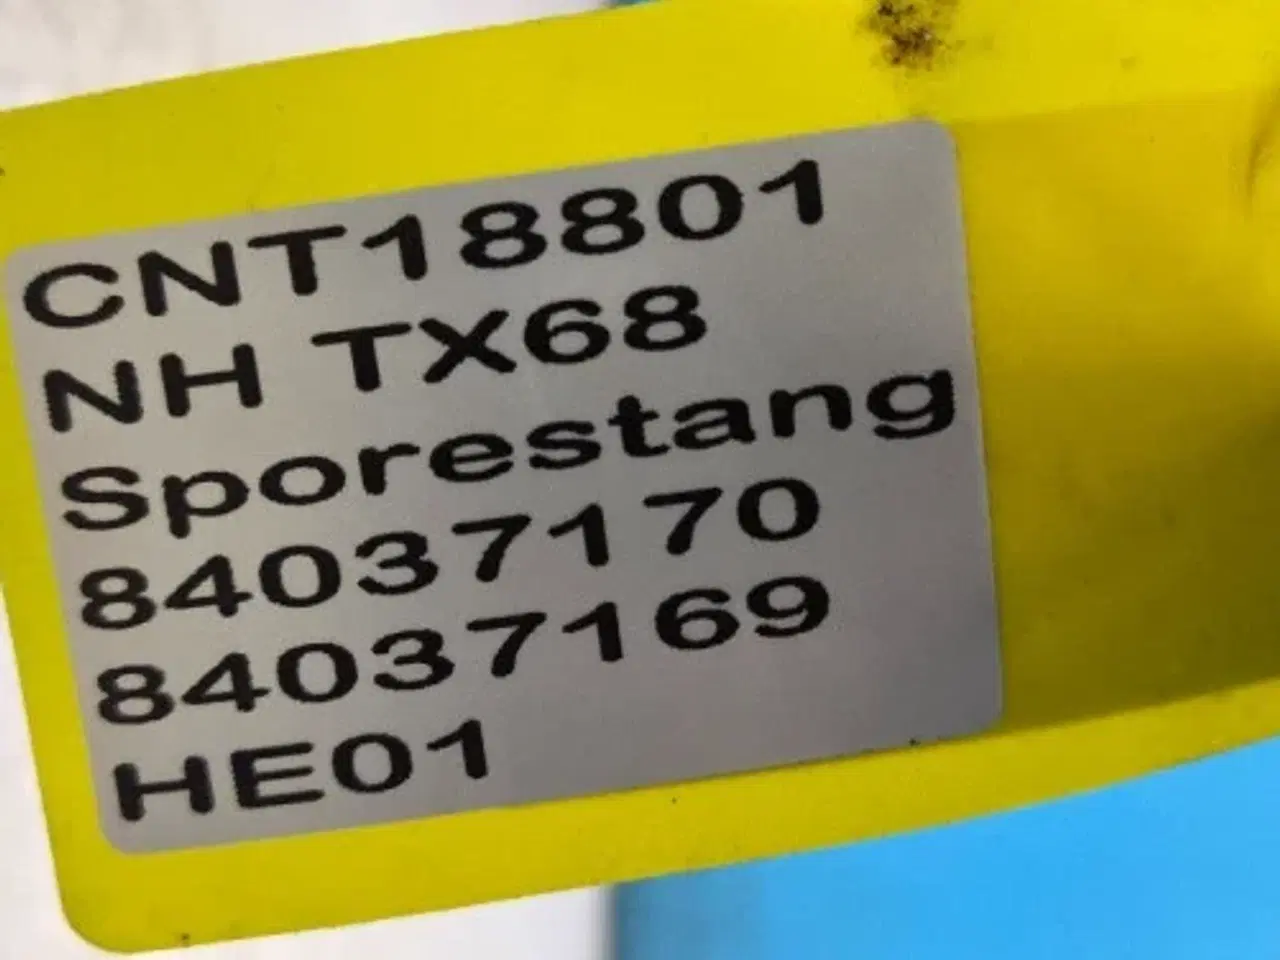 CNT18801
NH TX68
Sporestang
84037170
84037169
HE01